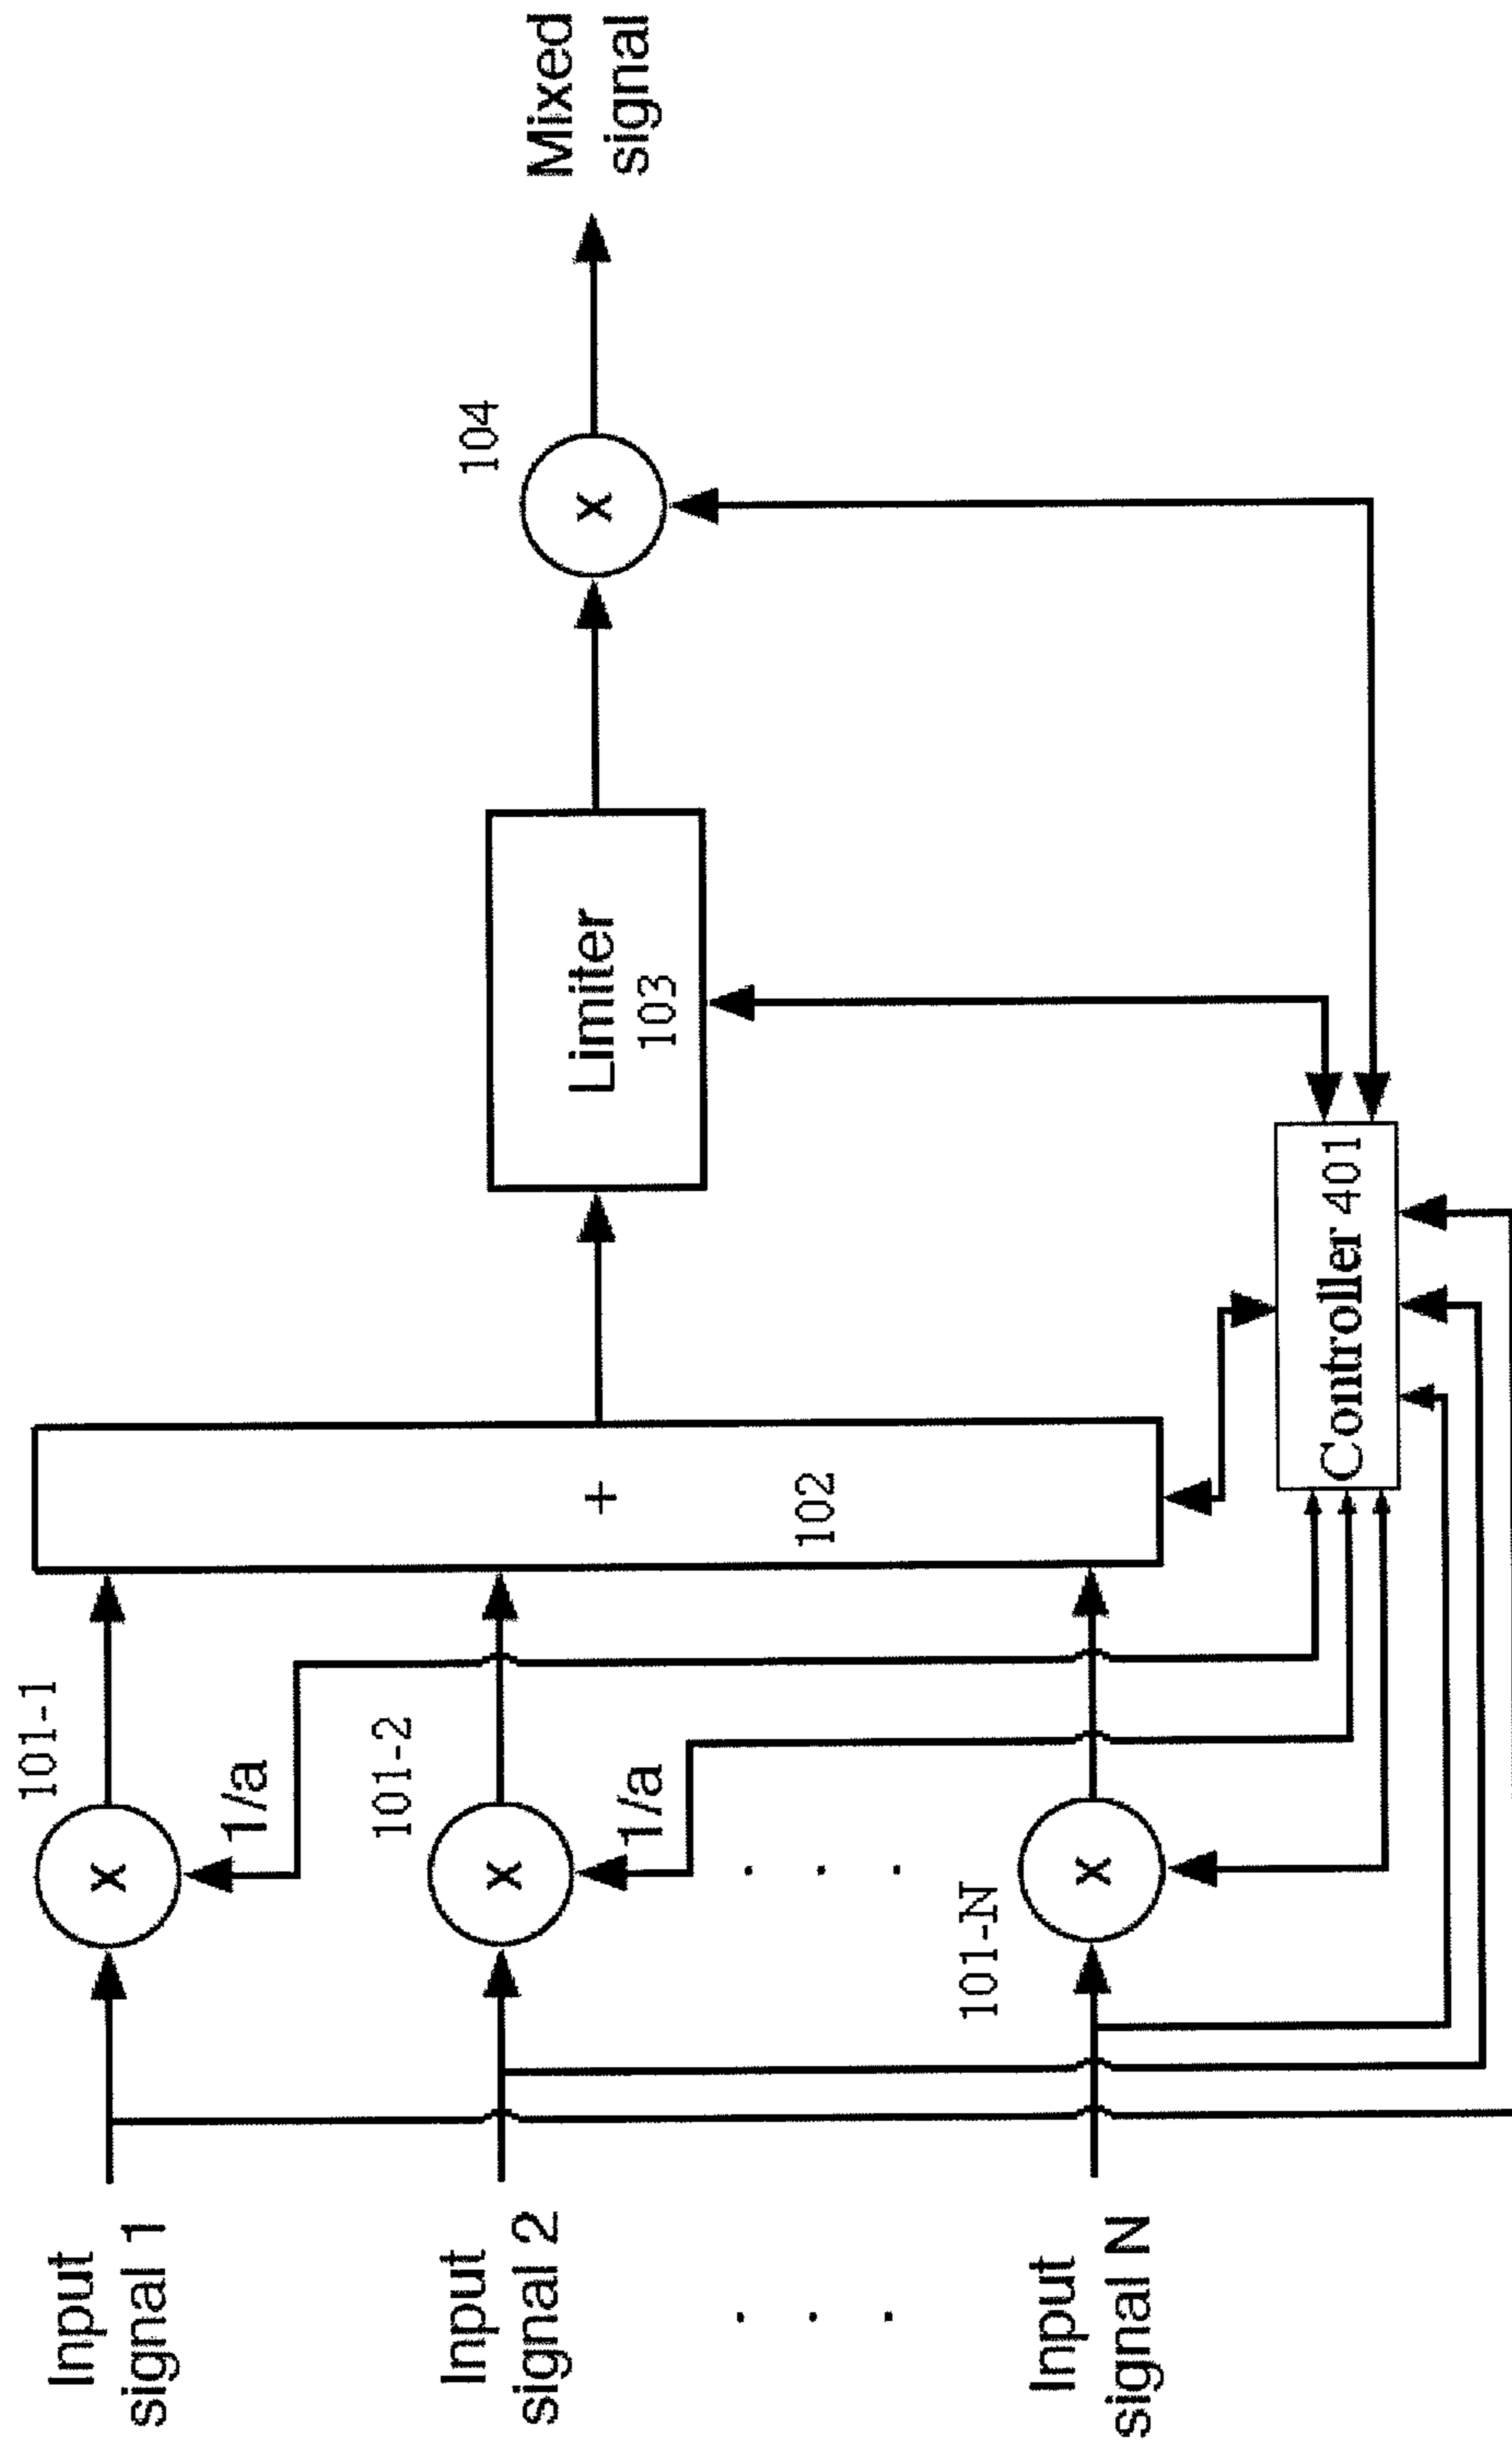 Input
signal 1
101-1
x
1/a
Input
signal 2
101-2
x
1/a
. . .
. . .
Input
signal N
101-N
x
+
102
Limiter
103
104
x
Mixed
signal
Controller 401